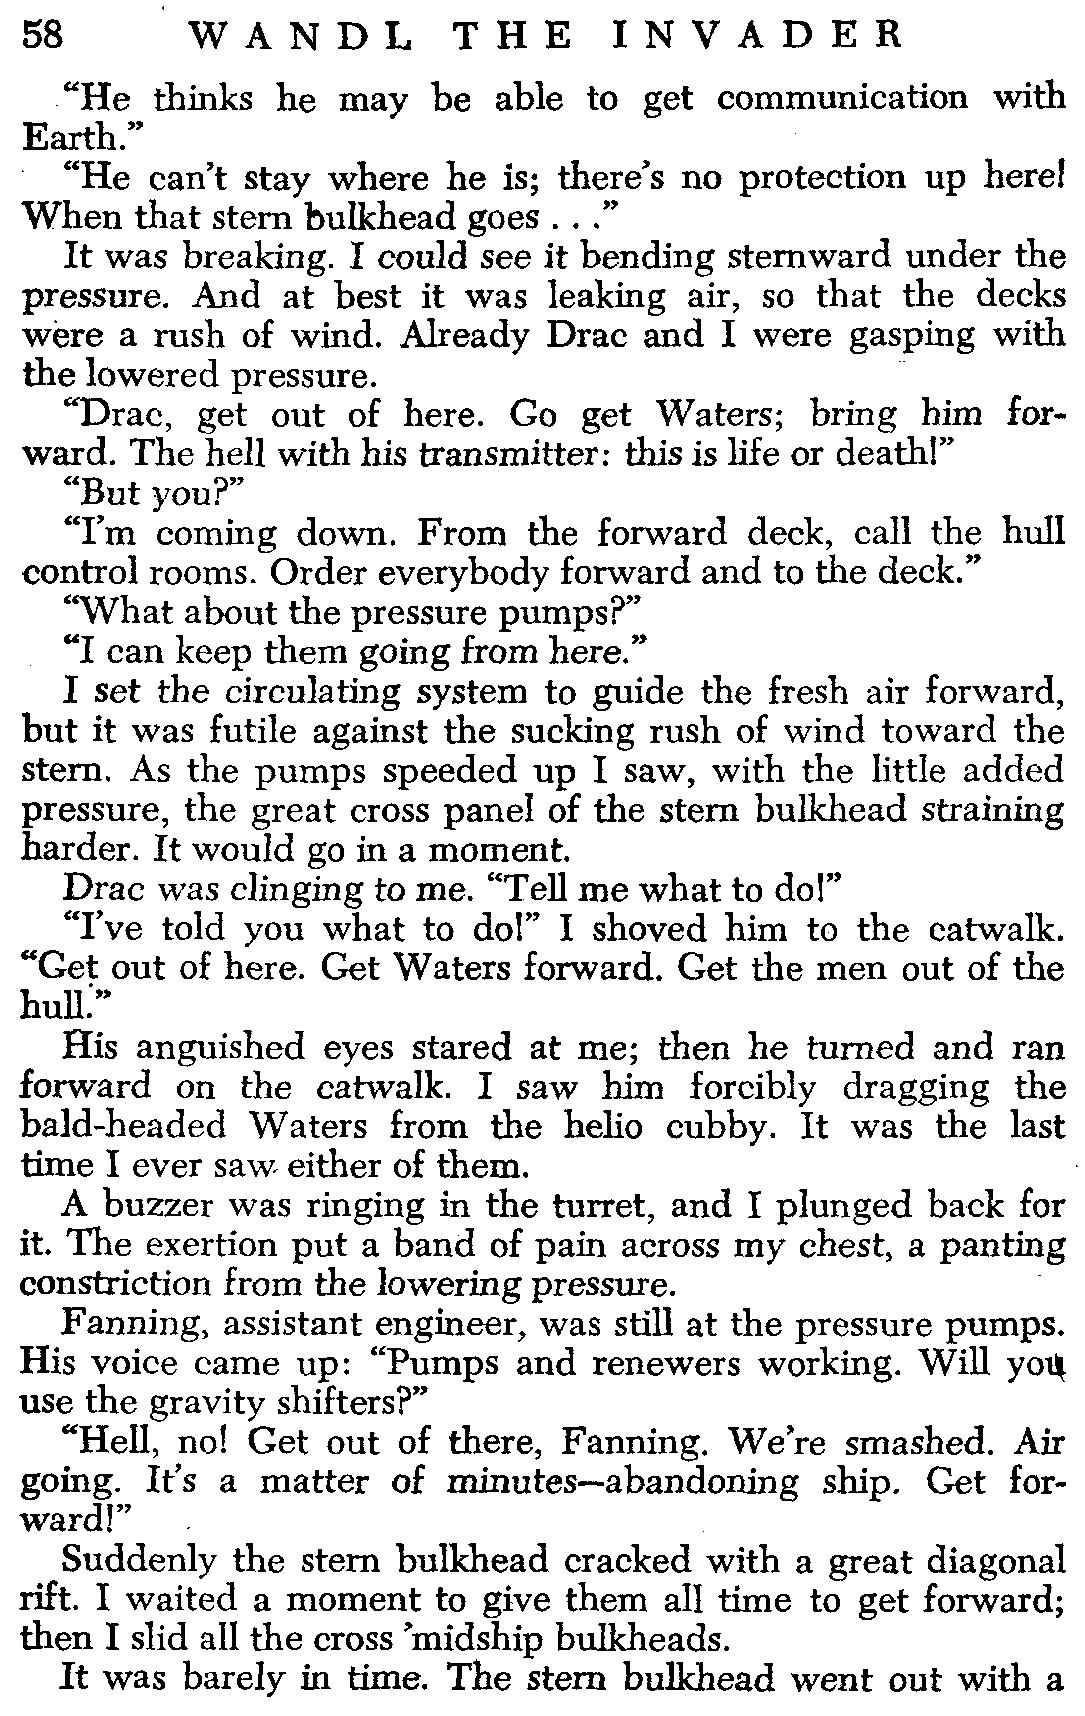 58 WANDL THE INVADER
“He thinks he may be able to get communication with
Earth.”
“He can’t stay where he is; there’s no protection up here!
When that stern bulkhead goes . . .”
It was breaking. I could see it bending sternward under the
pressure. And at best it was leaking air, so that the decks
were a rush of wind. Already Drac and I were gasping with
the lowered pressure.
“Drac, get out of here. Go get Waters; bring him for-
ward. The hell with his transmitter: this is life or death!”
“But you?”
“I’m coming down. From the forward deck, call the hull
control rooms. Order everybody forward and to the deck.”
“What about the pressure pumps?”
“I can keep them going from here.”
I set the circulating system to guide the fresh air forward,
but it was futile against the sucking rush of wind toward the
stern. As the pumps speeded up I saw, with the little added
pressure, the great cross panel of the stern bulkhead straining
harder. It would go in a moment.
Drac was clinging to me. “Tell me what to do!”
“I’ve told you what to do!” I shoved him to the catwalk.
“Get out of here. Get Waters forward. Get the men out of the
hull.”
His anguished eyes stared at me; then he turned and ran
forward on the catwalk. I saw him forcibly dragging the
bald-headed Waters from the helio cubby. It was the last
time I ever saw either of them.
A buzzer was ringing in the turret, and I plunged back for
it. The exertion put a band of pain across my chest, a panting
constriction from the lowering pressure.
Fanning, assistant engineer, was still at the pressure pumps.
His voice came up: “Pumps and renewers working. Will you
use the gravity shifters?”
“Hell, no! Get out of there, Fanning. We’re smashed. Air
going. It’s a matter of minutes—abandoning ship. Get for-
ward!”
Suddenly the stern bulkhead cracked with a great diagonal
rift. I waited a moment to give them all time to get forward;
then I slid all the cross ’midship bulkheads.
It was barely in time. The stern bulkhead went out with a